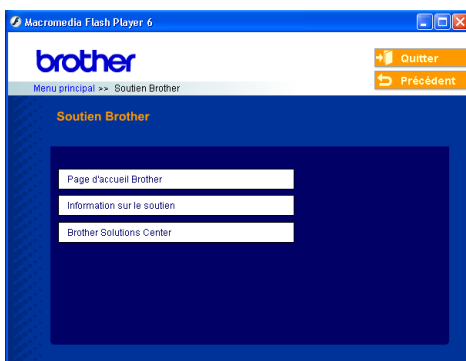 Macromedia Flash Player 6
brother
Quitter
Précédent
Menu principal >> Soutien Brother
Soutien Brother
Page d'accueil Brother
Information sur le soutien
Brother Solutions Center